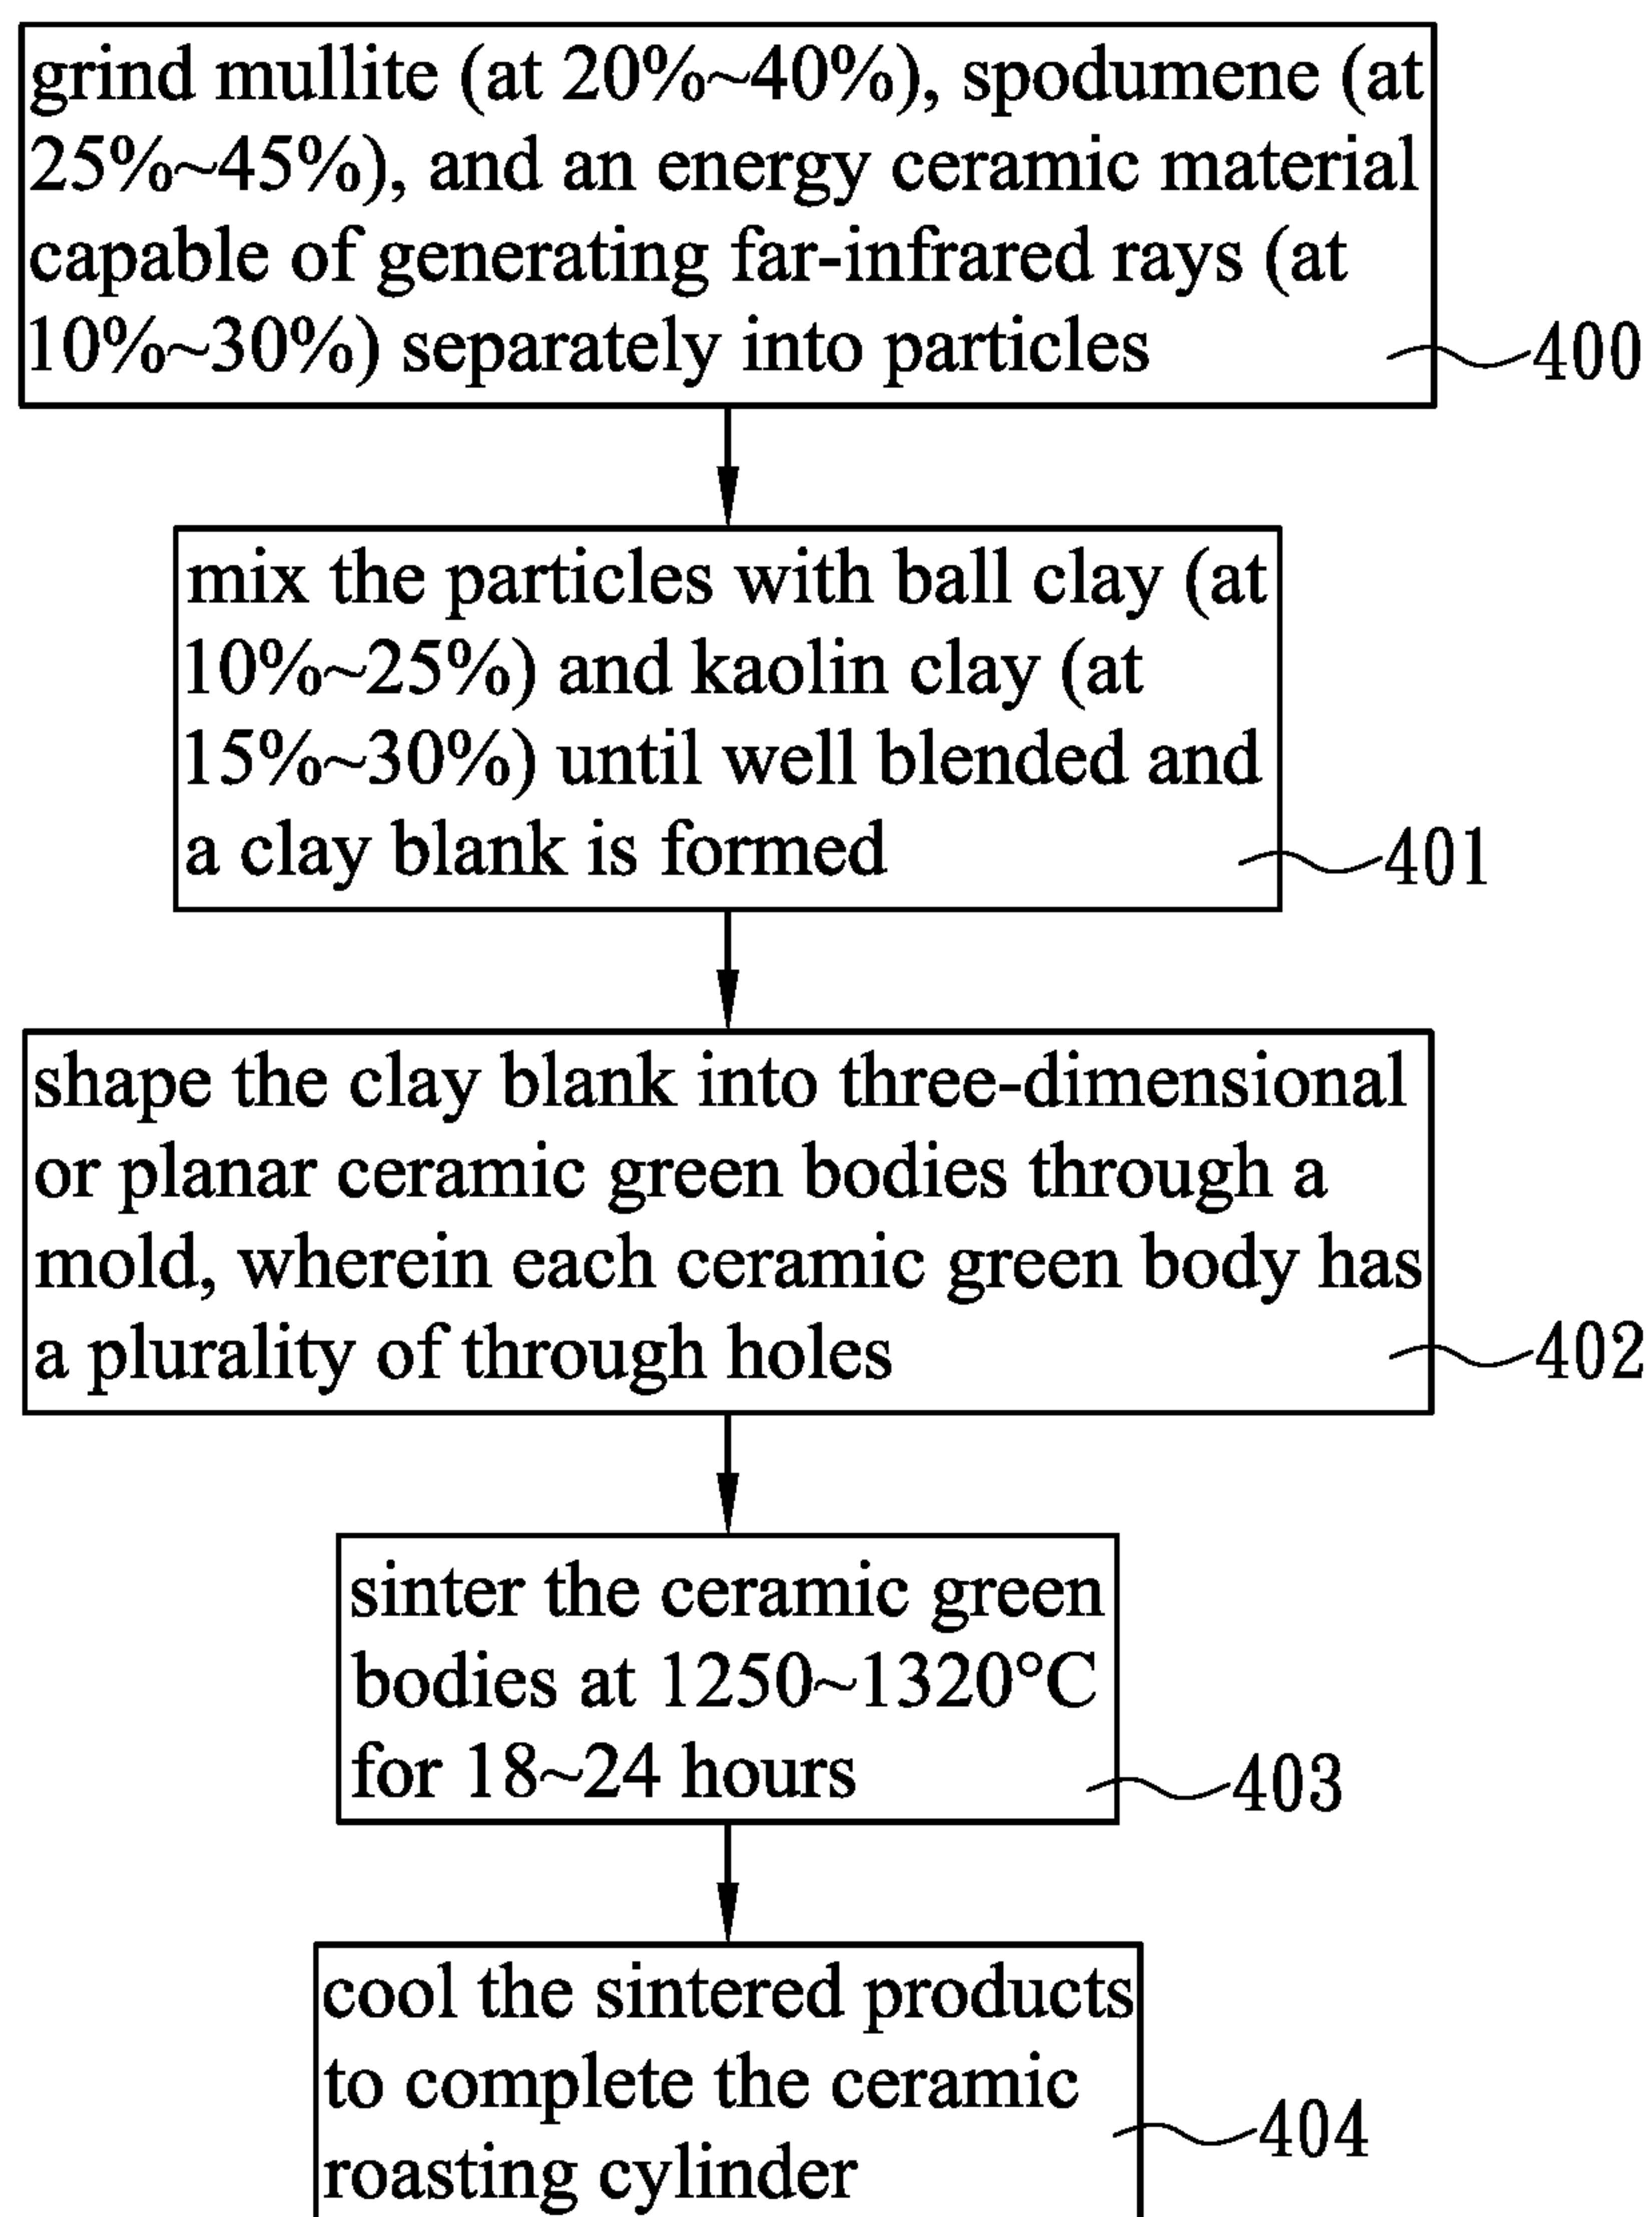 grind mullite (at 20%~40%), spodumene (at
25%~45%), and an energy ceramic material
capable of generating far-infrared rays (at
10%~30%) separately into particles
400
mix the particles with ball clay (at
10%~25%) and kaolin clay (at
15%~30%) until well blended and
a clay blank is formed
401
shape the clay blank into three-dimensional
or planar ceramic green bodies through a
mold, wherein each ceramic green body has
a plurality of through holes
402
sinter the ceramic green
bodies at 1250~1320°C
for 18~24 hours
403
cool the sintered products
to complete the ceramic
roasting cylinder
404